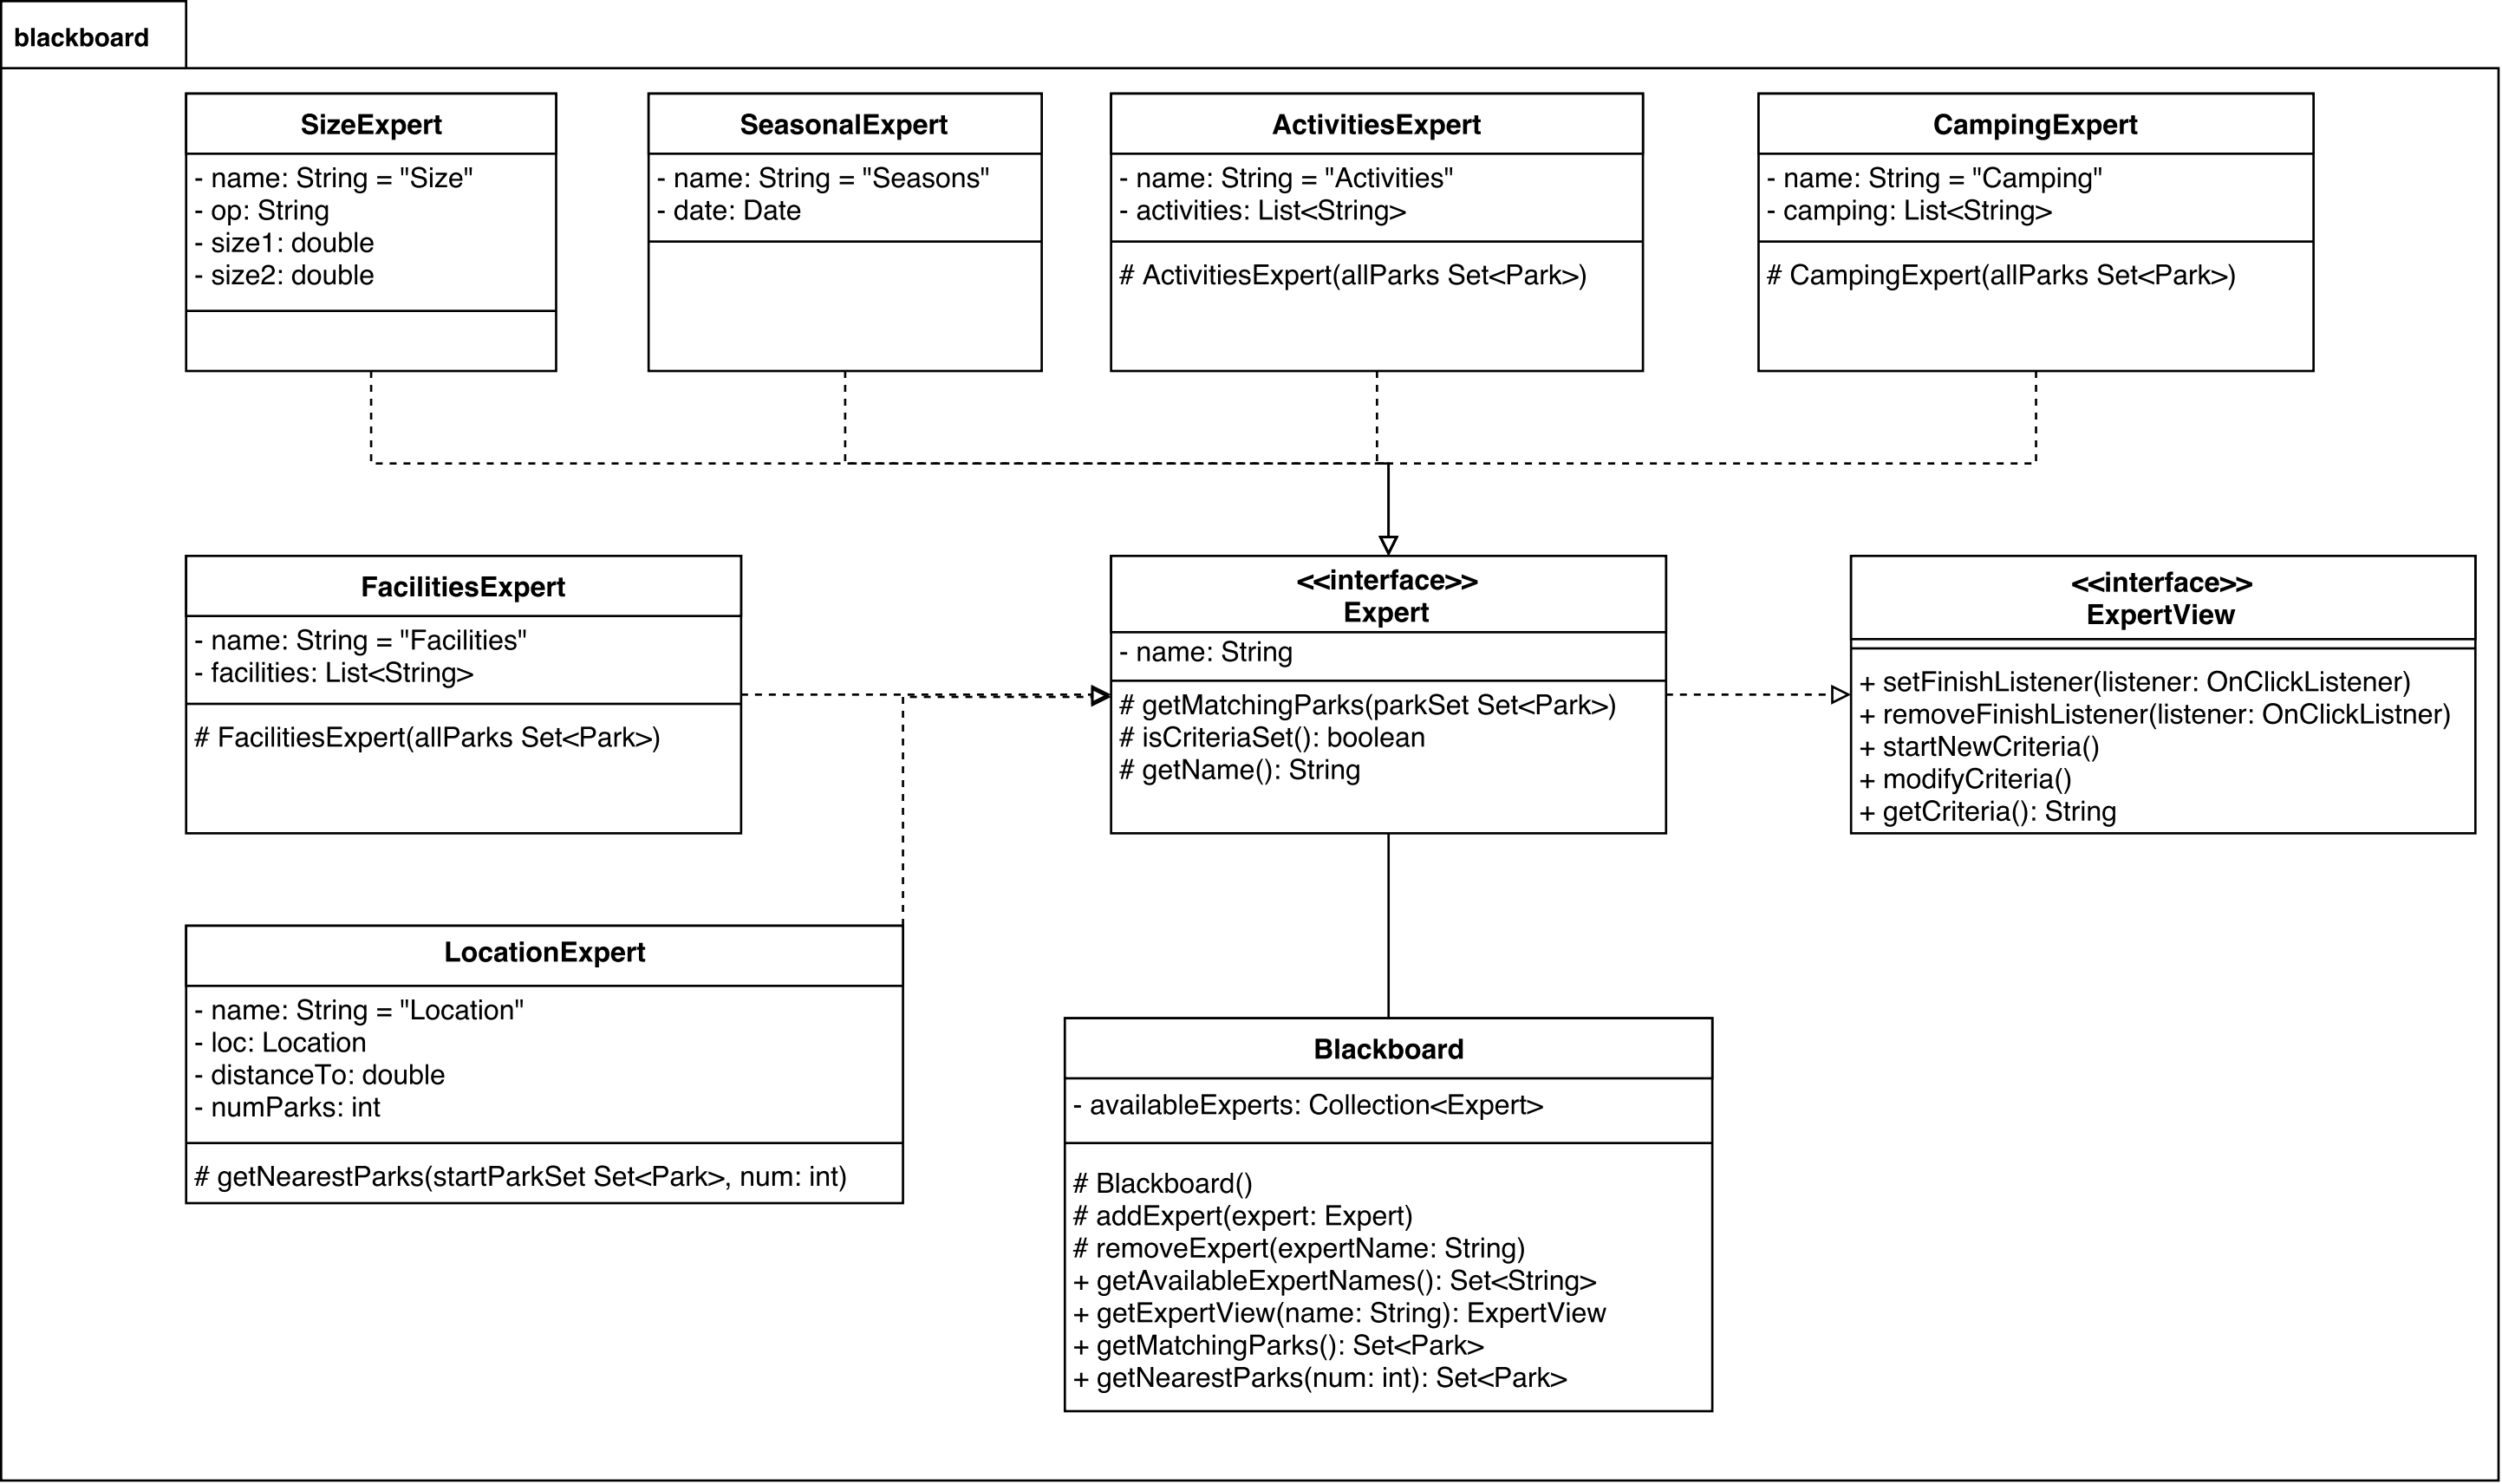 blackboard
SizeExpert
- name: String = "Size"
- op: String
- size1: double
- size2: double
SeasonalExpert
- name: String = "Seasons"
- date: Date
ActivitiesExpert
- name: String = "Activities"
- activities: List<String>
# ActivitiesExpert(allParks Set<Park>)
CampingExpert
- name: String = "Camping"
- camping: List<String>
# CampingExpert(allParks Set<Park>)
FacilitiesExpert
- name: String = "Facilities"
- facilities: List<String>
# FacilitiesExpert(allParks Set<Park>)
<<interface>>
Expert
- name: String
# getMatchingParks(parkSet Set<Park>)
# isCriteriaSet(): boolean
# getName(): String
<<interface>>
ExpertView
+ setFinishListener(listener: OnClickListener)
+ removeFinishListener(listener: OnClickListner)
+ startNewCriteria()
+ modifyCriteria()
+ getCriteria(): String
LocationExpert
- name: String = "Location"
- loc: Location
- distanceTo: double
- numParks: int
# getNearestParks(startParkSet Set<Park>, num: int)
Blackboard
- availableExperts: Collection<Expert>
# Blackboard()
# addExpert(expert: Expert)
# removeExpert(expertName: String)
+ getAvailableExpertNames(): Set<String>
+ getExpertView(name: String): ExpertView
+ getMatchingParks(): Set<Park>
+ getNearestParks(num: int): Set<Park>